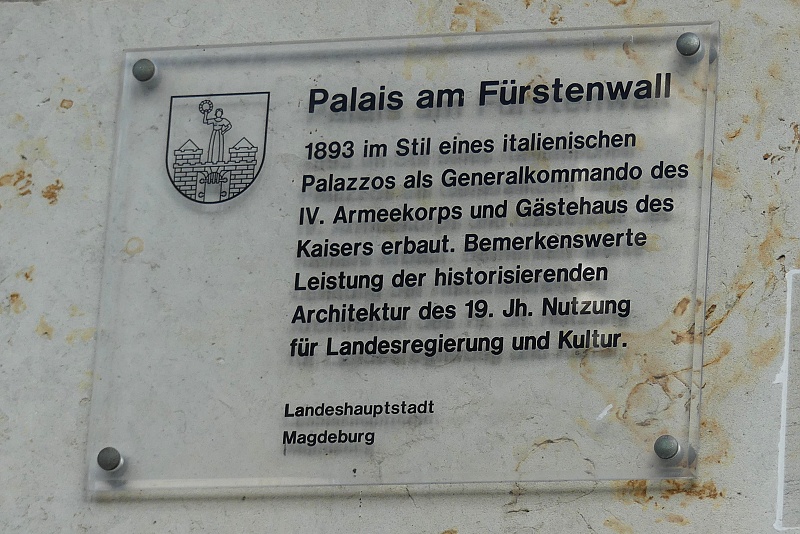 Palais am Fürstenwall
1893 im Stil eines italienischen
Palazzos als Generalkommando des
IV. Armeekorps und Gästehaus des
Kaisers erbaut. Bemerkenswerte
Leistung der historisierenden
Architektur des 19. Jh. Nutzung
für Landesregierung und Kultur.
Landeshauptstadt
Magdeburg